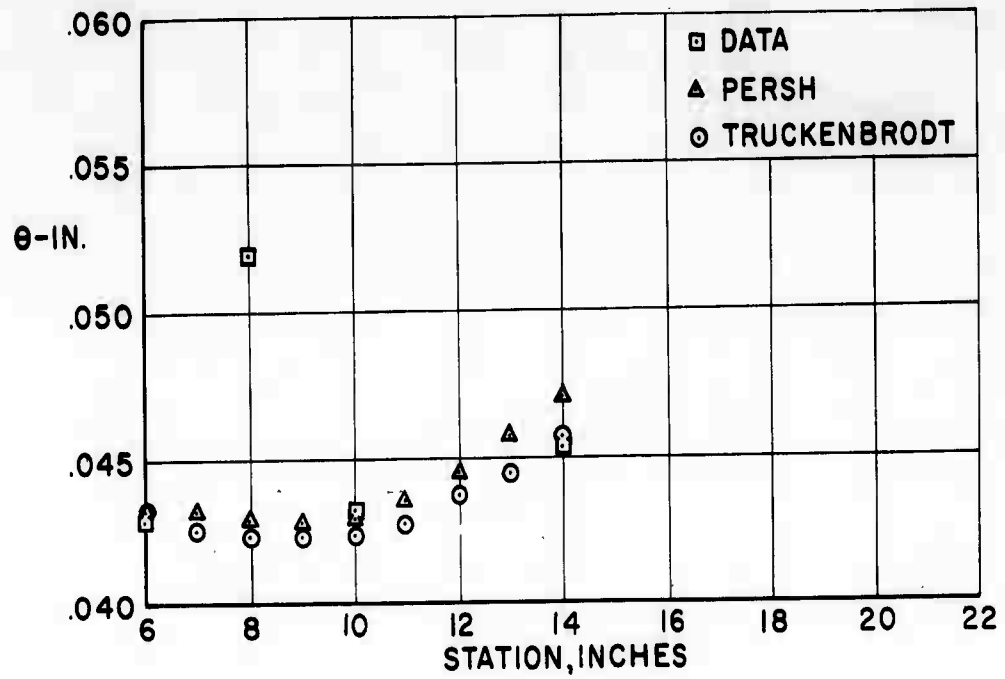 .060
.055
θ-IN.
.050
.045
.040
6 8 10 12 14 16 18 20 22
STATION, INCHES
DATA
PERSH
TRUCKENBRODT